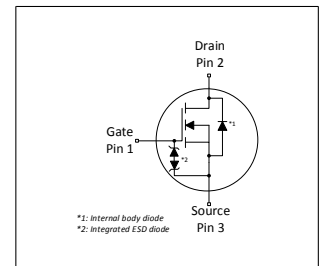 Drain
Pin 2
*1
Gate
Pin 1
*2
Source
Pin 3
*1: Internal body diode
*2: Integrated ESD diode